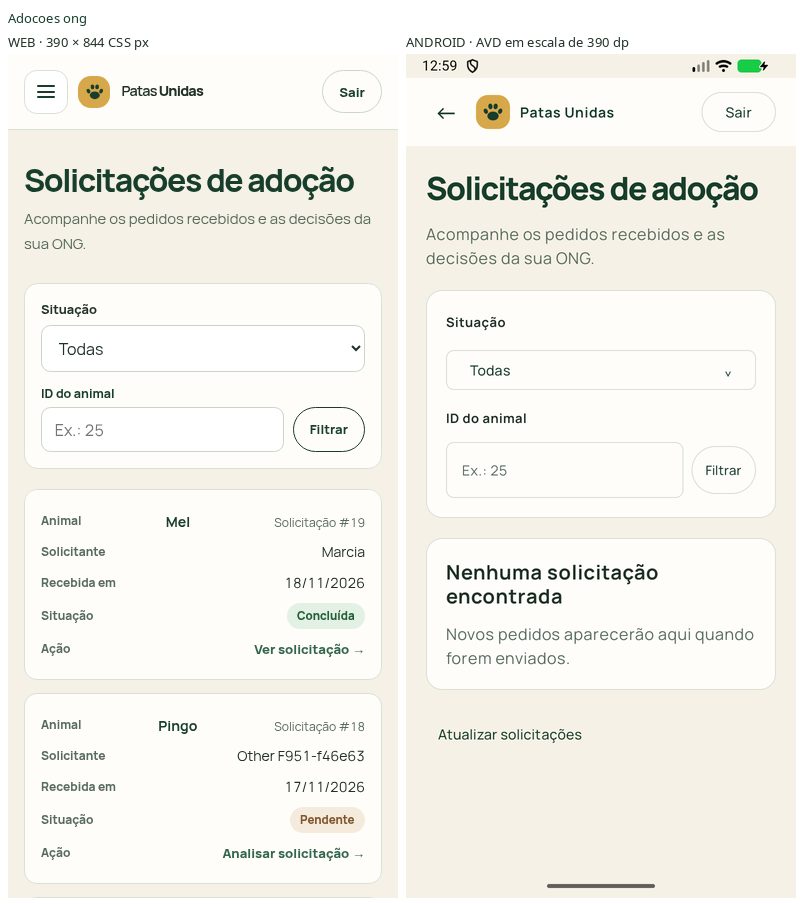 Adocoes ong
WEB · 390 × 844 CSS px
Patas Unidas
Sair
Solicitações de adoção
Acompanhe os pedidos recebidos e as decisões da
sua ONG.
Situação
Todas
ID do animal
Ex.: 25
Filtrar
Animal Mel Solicitação #19
Solicitante Marcia
Recebida em 18/11/2026
Situação Concluída
Ação Ver solicitação →
Animal Pingo Solicitação #18
Solicitante Other F951-f46e63
Recebida em 17/11/2026
Situação Pendente
Ação Analisar solicitação →
ANDROID · AVD em escala de 390 dp
12:59
Patas Unidas
Sair
Solicitações de adoção
Acompanhe os pedidos recebidos e as
decisões da sua ONG.
Situação
Todas
ID do animal
Ex.: 25
Filtrar
Nenhuma solicitação
encontrada
Novos pedidos aparecerão aqui quando
forem enviados.
Atualizar solicitações